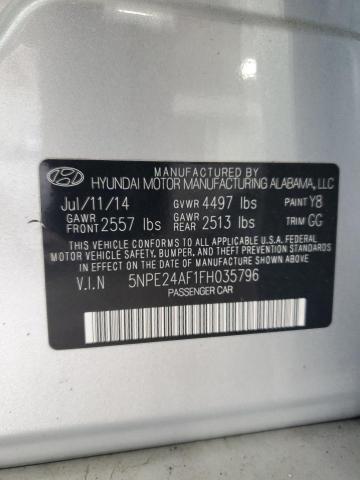 MANUFACTURED BY
HYUNDAI MOTOR MANUFACTURING ALABAMA, LLC
Jul/11/14 GVWR 4497 lbs PAINT Y8
GAWR FRONT 2557 lbs GAWR REAR 2513 lbs TRIM GG
THIS VEHICLE CONFORMS TO ALL APPLICABLE U.S.A. FEDERAL
MOTOR VEHICLE SAFETY, BUMPER, AND THEFT PREVENTION STANDARDS
IN EFFECT ON THE DATE OF MANUFACTURE SHOWN ABOVE
V.I.N 5NPE24AF1FH035796
PASSENGER CAR